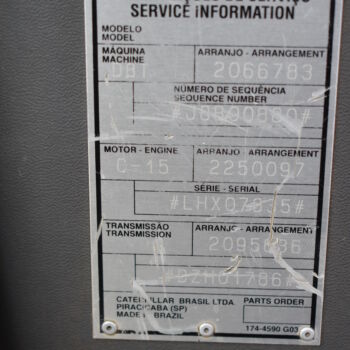 SERVICE INFORMATION
MODELO
MODEL
MÁQUINA ARRANJO - ARRANGEMENT
MACHINE
DBT 2066783
NÚMERO DE SEQUÊNCIA
SEQUENCE NUMBER
MOTOR - ENGINE ARRANJO - ARRANGEMENT
C-15 2250097
SÉRIE - SERIAL
TRANSMISSÃO ARRANJO - ARRANGEMENT
TRANSMISSION
#DZH01786#
CATERPILLAR BRASIL LTDA. PARTS ORDER
PIRACICABA (SP)
MADE BRAZIL
174-4590 G03